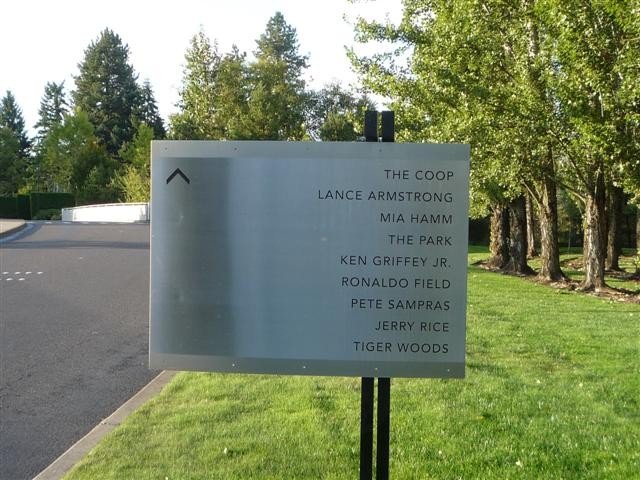 THE COOP
LANCE ARMSTRONG
MIA HAMM
THE PARK
KEN GRIFFEY JR.
RONALDO FIELD
PETE SAMPRAS
JERRY RICE
TIGER WOODS